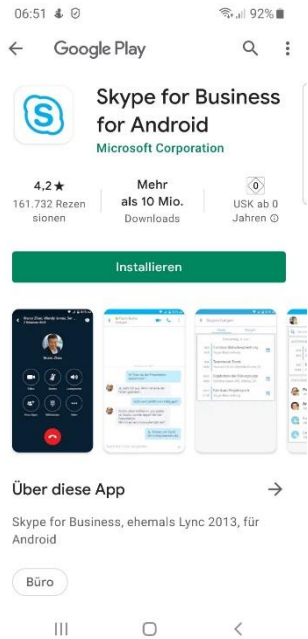 06:51 92%
Google Play
Skype for Business
for Android
Microsoft Corporation
4,2★
161.732 Rezen
sionen
Mehr
als 10 Mio.
Downloads
0
USK ab 0
Jahren
Installieren
Über diese App
Skype for Business, ehemals Lync 2013, für
Android
Büro